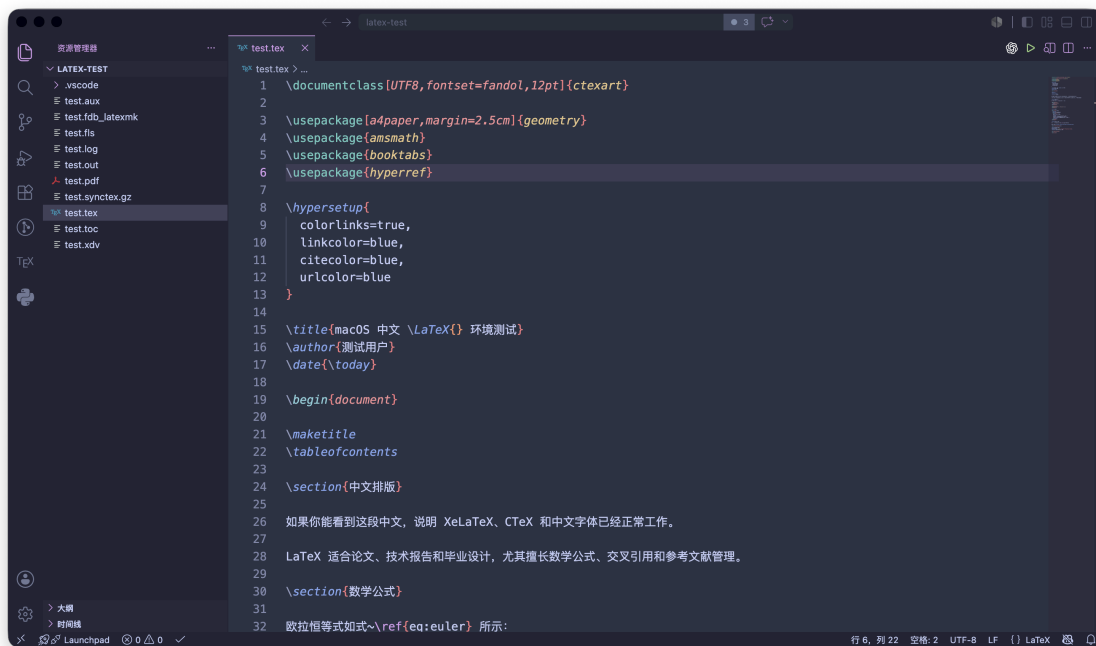 latex-test
3
资源管理器
LATEX-TEST
.vscode
test.aux
test.fdb_latexmk
test.fls
test.log
test.out
test.pdf
test.synctex.gz
TEX test.tex
test.toc
test.xdv
TEX
大纲
时间线
TEX test.tex
TEX test.tex > ...
1 \documentclass[UTF8,fontset=fandol,12pt]{ctexart}
2
3 \usepackage[a4paper,margin=2.5cm]{geometry}
4 \usepackage{amsmath}
5 \usepackage{booktabs}
6 \usepackage{hyperref}
7
8 \hypersetup{
9 colorlinks=true,
10 linkcolor=blue,
11 citecolor=blue,
12 urlcolor=blue
13 }
14
15 \title{macOS 中文 \LaTeX{} 环境测试}
16 \author{测试用户}
17 \date{\today}
18
19 \begin{document}
20
21 \maketitle
22 \tableofcontents
23
24 \section{中文排版}
25
26 如果你能看到这段中文，说明 XeLaTeX、CTeX 和中文字体已经正常工作。
27
28 LaTeX 适合论文、技术报告和毕业设计，尤其擅长数学公式、交叉引用和参考文献管理。
29
30 \section{数学公式}
31
32 欧拉恒等式如式~\ref{eq:euler} 所示：
Launchpad 0 0
行 6，列 22 空格: 2 UTF-8 LF {} LaTeX